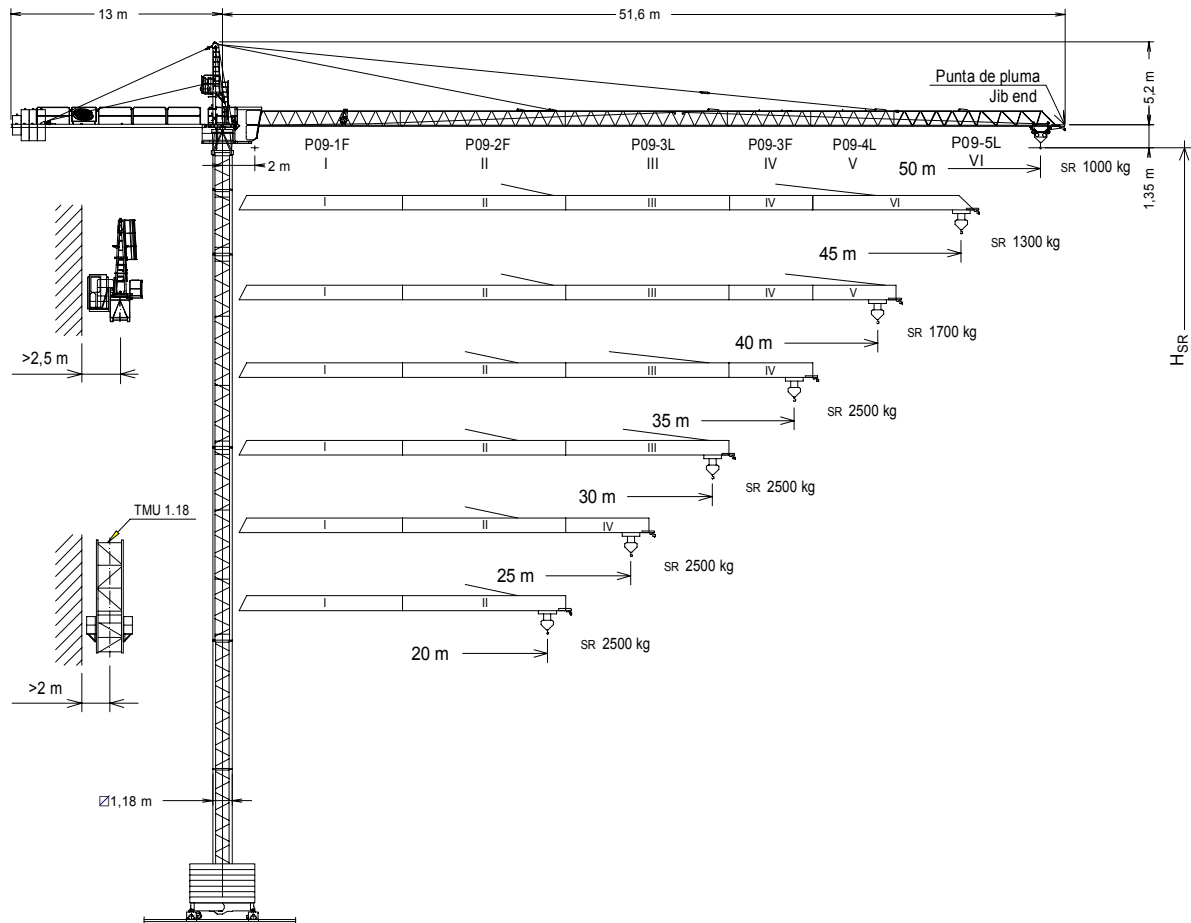 13 m
51,6 m
Punta de pluma
Jib end
5,2 m
P09-1F P09-2F P09-3L P09-3F P09-4L P09-5L
I II III IV V VI
2 m
50 m
SR 1000 kg
1,35 m
I II III IV VI
45 m
SR 1300 kg
I II III IV V
40 m
SR 1700 kg
HSR
>2,5 m
I II III IV
35 m
SR 2500 kg
I II III
30 m
SR 2500 kg
TMU 1.18
I II IV
25 m
SR 2500 kg
I II
20 m
SR 2500 kg
>2 m
1,18 m